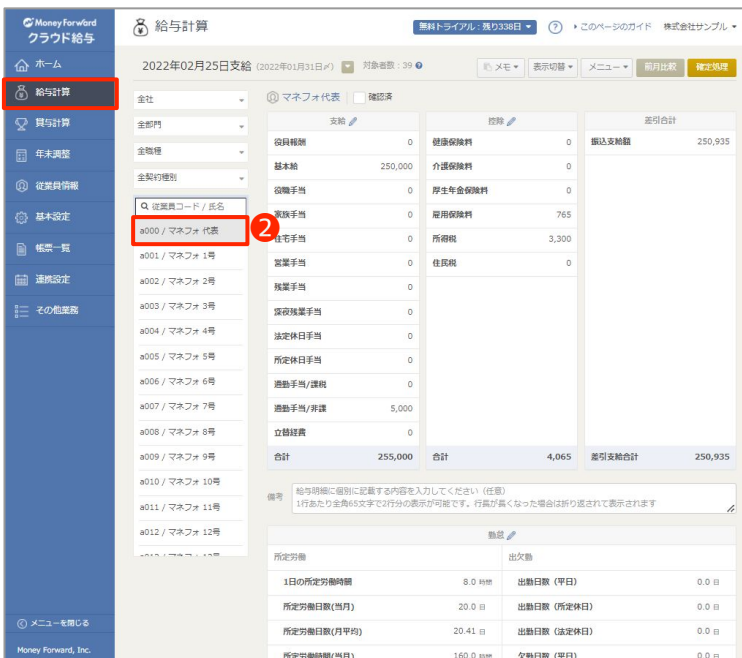 Money Forward
クラウド給与
給与計算
無料トライアル：残り338日
このページのガイド
株式会社サンプル
ホーム
給与計算
賞与計算
年末調整
従業員情報
基本設定
帳票一覧
連携設定
その他業務
メニューを閉じる
Money Forward, Inc.
2022年02月25日支給 (2022年01月31日〆)
対象者数：39
メモ
表示切替
メニュー
前月比較
確定処理
全社
全部門
全職種
全契約種別
従業員コード / 氏名
a000 / マネフォ 代表
2
a001 / マネフォ 1号
a002 / マネフォ 2号
a003 / マネフォ 3号
a004 / マネフォ 4号
a005 / マネフォ 5号
a006 / マネフォ 6号
a007 / マネフォ 7号
a008 / マネフォ 8号
a009 / マネフォ 9号
a010 / マネフォ 10号
a011 / マネフォ 11号
a012 / マネフォ 12号
マネフォ代表
確認済
支給
役員報酬 0
基本給 250,000
役職手当 0
家族手当 0
住宅手当 0
営業手当 0
残業手当 0
深夜残業手当 0
法定休日手当 0
所定休日手当 0
通勤手当/課税 0
通勤手当/非課 5,000
立替経費 0
合計 255,000
控除
健康保険料 0
介護保険料 0
厚生年金保険料 0
雇用保険料 765
所得税 3,300
住民税 0
合計 4,065
差引合計
振込支給額 250,935
差引支給合計 250,935
備考
給与明細に個別に記載する内容を入力してください（任意）
1行あたり全角65文字で2行分の表示が可能です。行長が長くなった場合は折り返されて表示されます
勤怠
所定労働
1日の所定労働時間 8.0 時間
所定労働日数(当月) 20.0 日
所定労働日数(月平均) 20.41 日
所定労働時間(当月) 160.0 時間
出欠勤
出勤日数（平日） 0.0 日
出勤日数（所定休日） 0.0 日
出勤日数（法定休日） 0.0 日
欠勤日数（平日） 0.0 日